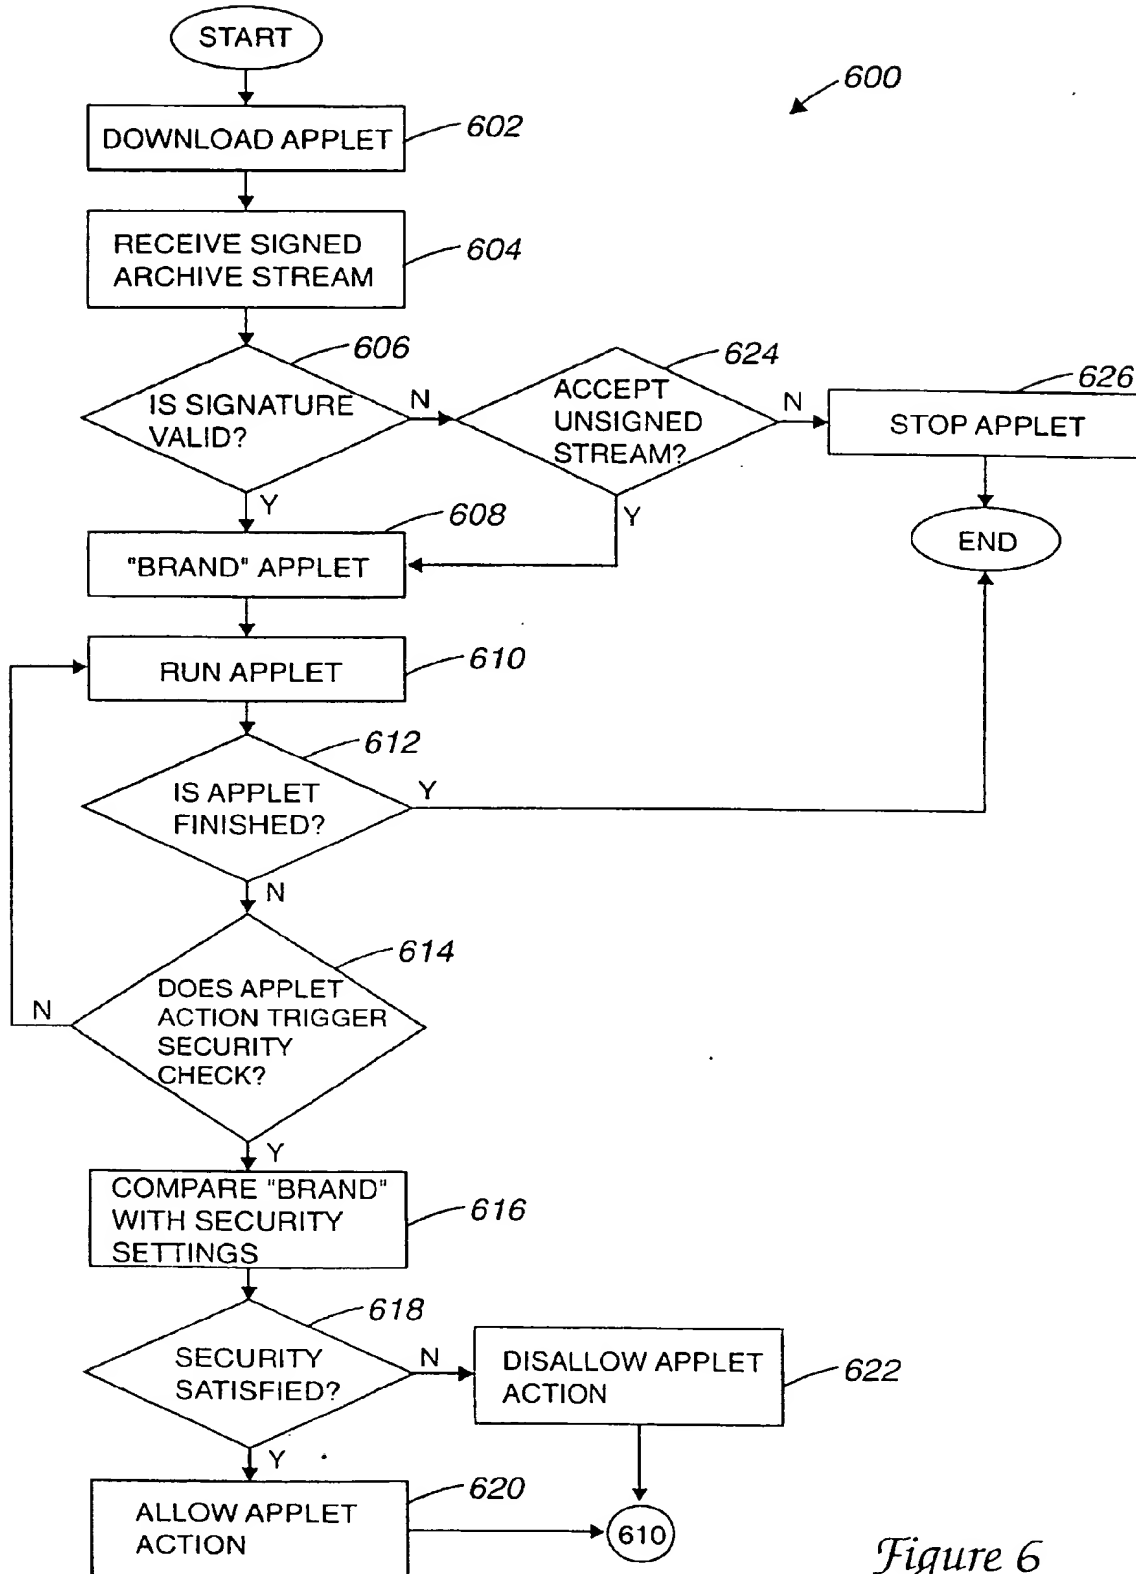 START
600
DOWNLOAD APPLET
602
RECEIVE SIGNED
ARCHIVE STREAM
604
606
IS SIGNATURE
VALID?
N
624
ACCEPT
UNSIGNED
STREAM?
N
626
STOP APPLET
Y
Y
608
"BRAND" APPLET
END
RUN APPLET
610
612
IS APPLET
FINISHED?
Y
N
614
DOES APPLET
ACTION TRIGGER
SECURITY
CHECK?
N
Y
COMPARE "BRAND"
WITH SECURITY
SETTINGS
616
618
SECURITY
SATISFIED?
N
DISALLOW APPLET
ACTION
622
Y
620
ALLOW APPLET
ACTION
610
Figure 6